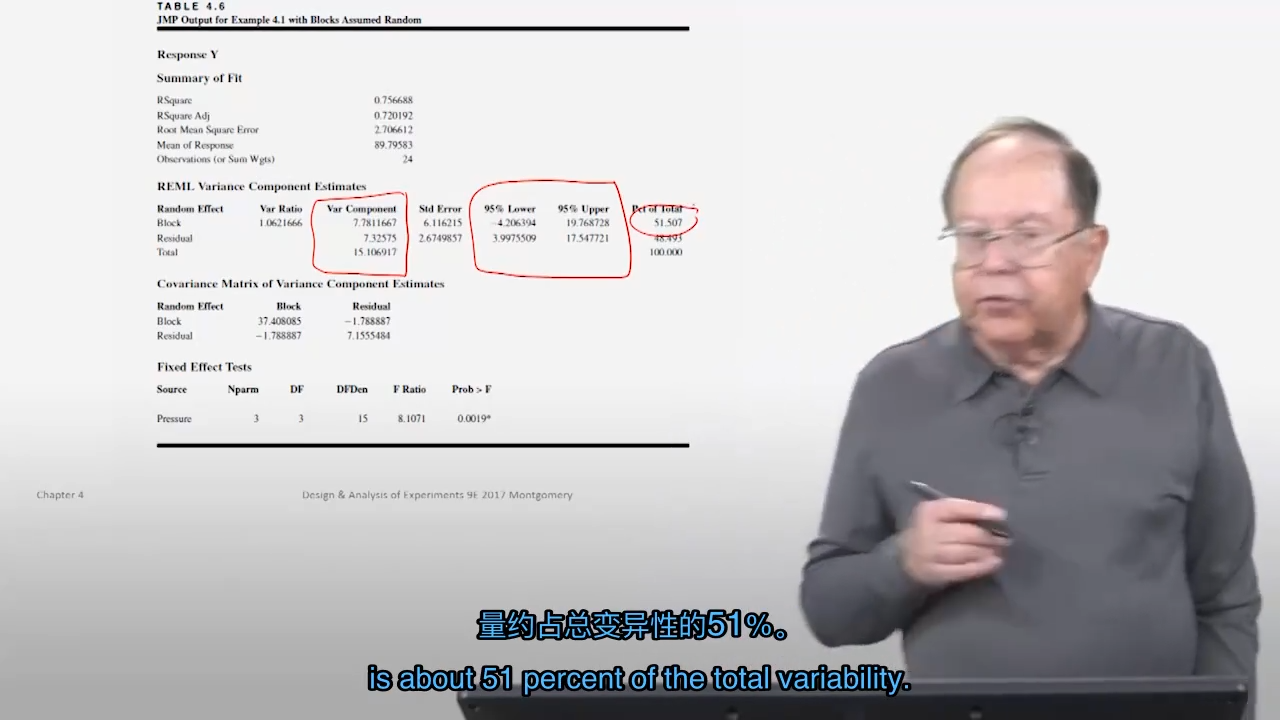 TABLE 4.6
JMP Output for Example 4.1 with Blocks Assumed Random
Response Y
Summary of Fit
RSquare 0.756688
RSquare Adj 0.720192
Root Mean Square Error 2.706612
Mean of Response 89.79583
Observations (or Sum Wgts) 24
REML Variance Component Estimates
Random Effect Var Ratio Var Component Std Error 95% Lower 95% Upper Pct of Total
Block 1.0621666 7.7811667 6.116215 −4.206394 19.768728 51.507
Residual 7.32575 2.6749857 3.9975509 17.547721 48.493
Total 15.106917 100.000
Covariance Matrix of Variance Component Estimates
Random Effect Block Residual
Block 37.408085 −1.788887
Residual −1.788887 7.1555484
Fixed Effect Tests
Source Nparm DF DFDen F Ratio Prob > F
Pressure 3 3 15 8.1071 0.0019*
Chapter 4 Design & Analysis of Experiments 9E 2017 Montgomery
量约占总变异性的51%。
is about 51 percent of the total variability.